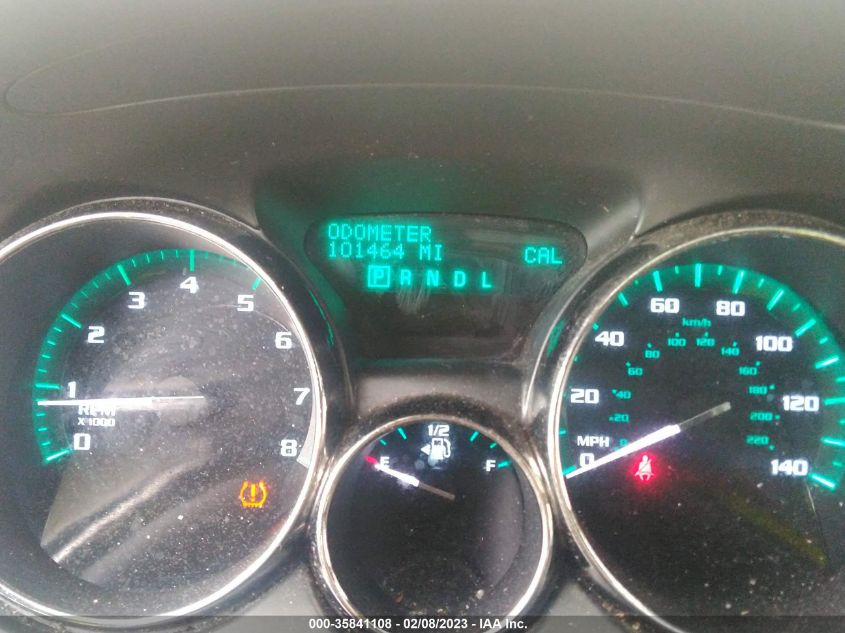 ODOMETER
101464 MI CAL
P R N D L
0 1 2 3 4 5 6 7 8
RPM
X 1000
E 1/2 F
0 20 40 60 80 100 120 140
MPH
km/h
0 20 40 60 80 100 120 140 160 180 200 220
000-35841108 - 02/08/2023 - IAA Inc.